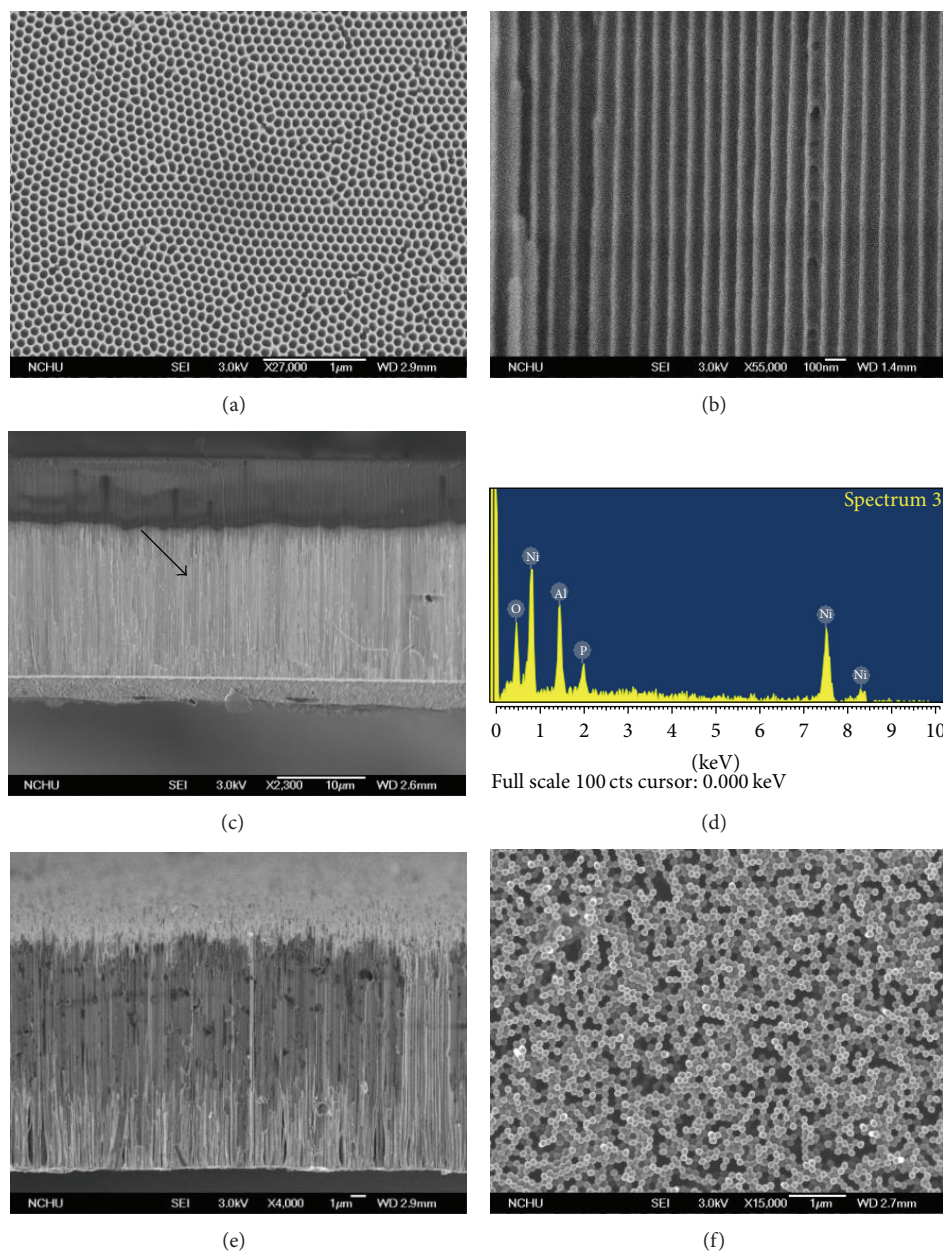 NCHU SEI 3.0kV X27,000 1μm WD 2.9mm
(a)
NCHU SEI 3.0kV X55,000 100nm WD 1.4mm
(b)
NCHU SEI 3.0kV X2,300 10μm WD 2.6mm
(c)
Spectrum 3
Ni
O
Al
P
Ni
Ni
0 1 2 3 4 5 6 7 8 9 10
(keV)
Full scale 100 cts cursor: 0.000 keV
(d)
NCHU SEI 3.0kV X4,000 1μm WD 2.9mm
(e)
NCHU SEI 3.0kV X15,000 1μm WD 2.7mm
(f)